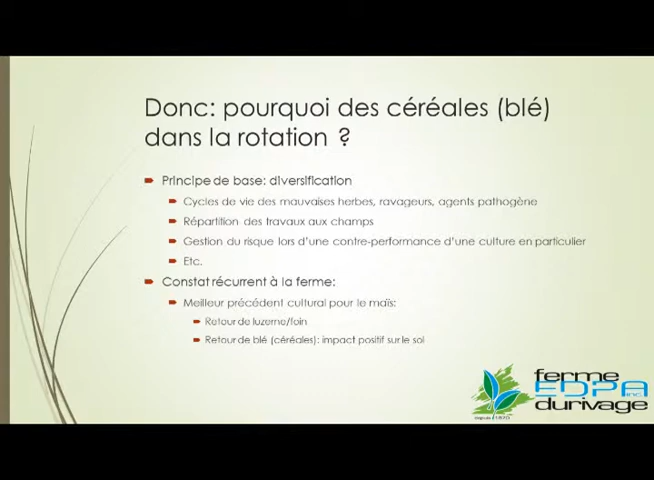 Donc: pourquoi des céréales (blé)
dans la rotation ?
Principe de base: diversification
Cycles de vie des mauvaises herbes, ravageurs, agents pathogène
Répartition des travaux aux champs
Gestion du risque lors d'une contre-performance d'une culture en particulier
Etc.
Constat récurrent à la ferme:
Meilleur précédent cultural pour le maïs:
Retour de luzerne/foin
Retour de blé (céréales): impact positif sur le sol
ferme
EDPA inc.
durivage